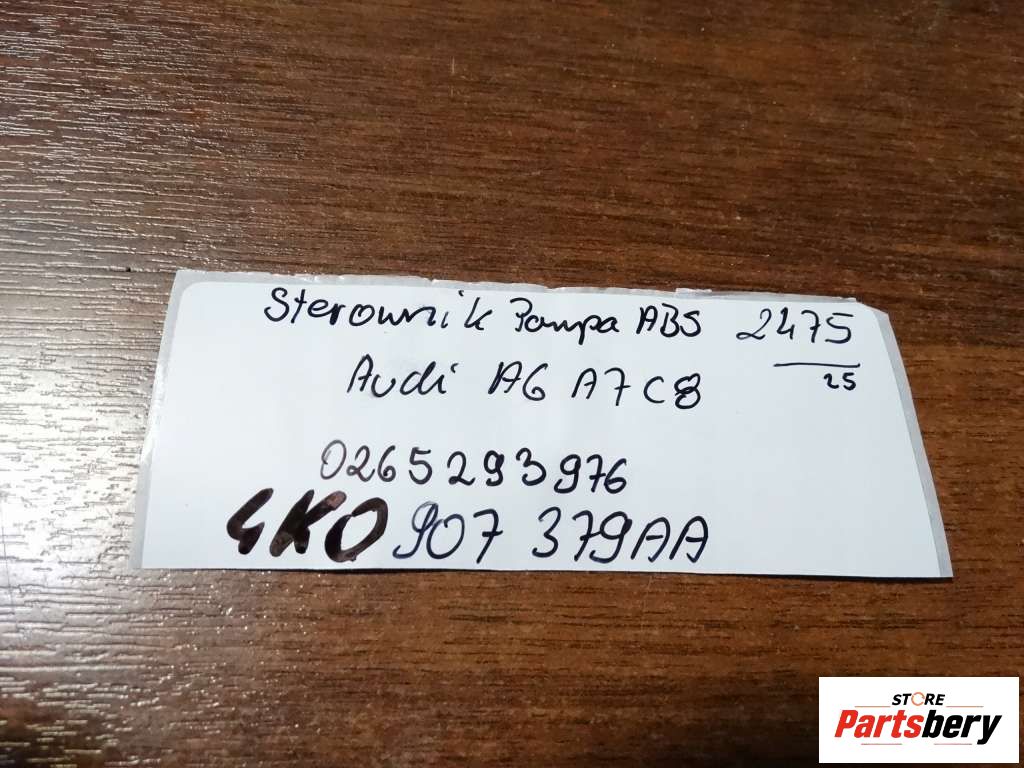 Sterownik Pompa ABS 2475
25
Audi A6 A7 C8
0265293976
4K0 907 379AA
STORE
Partsbery